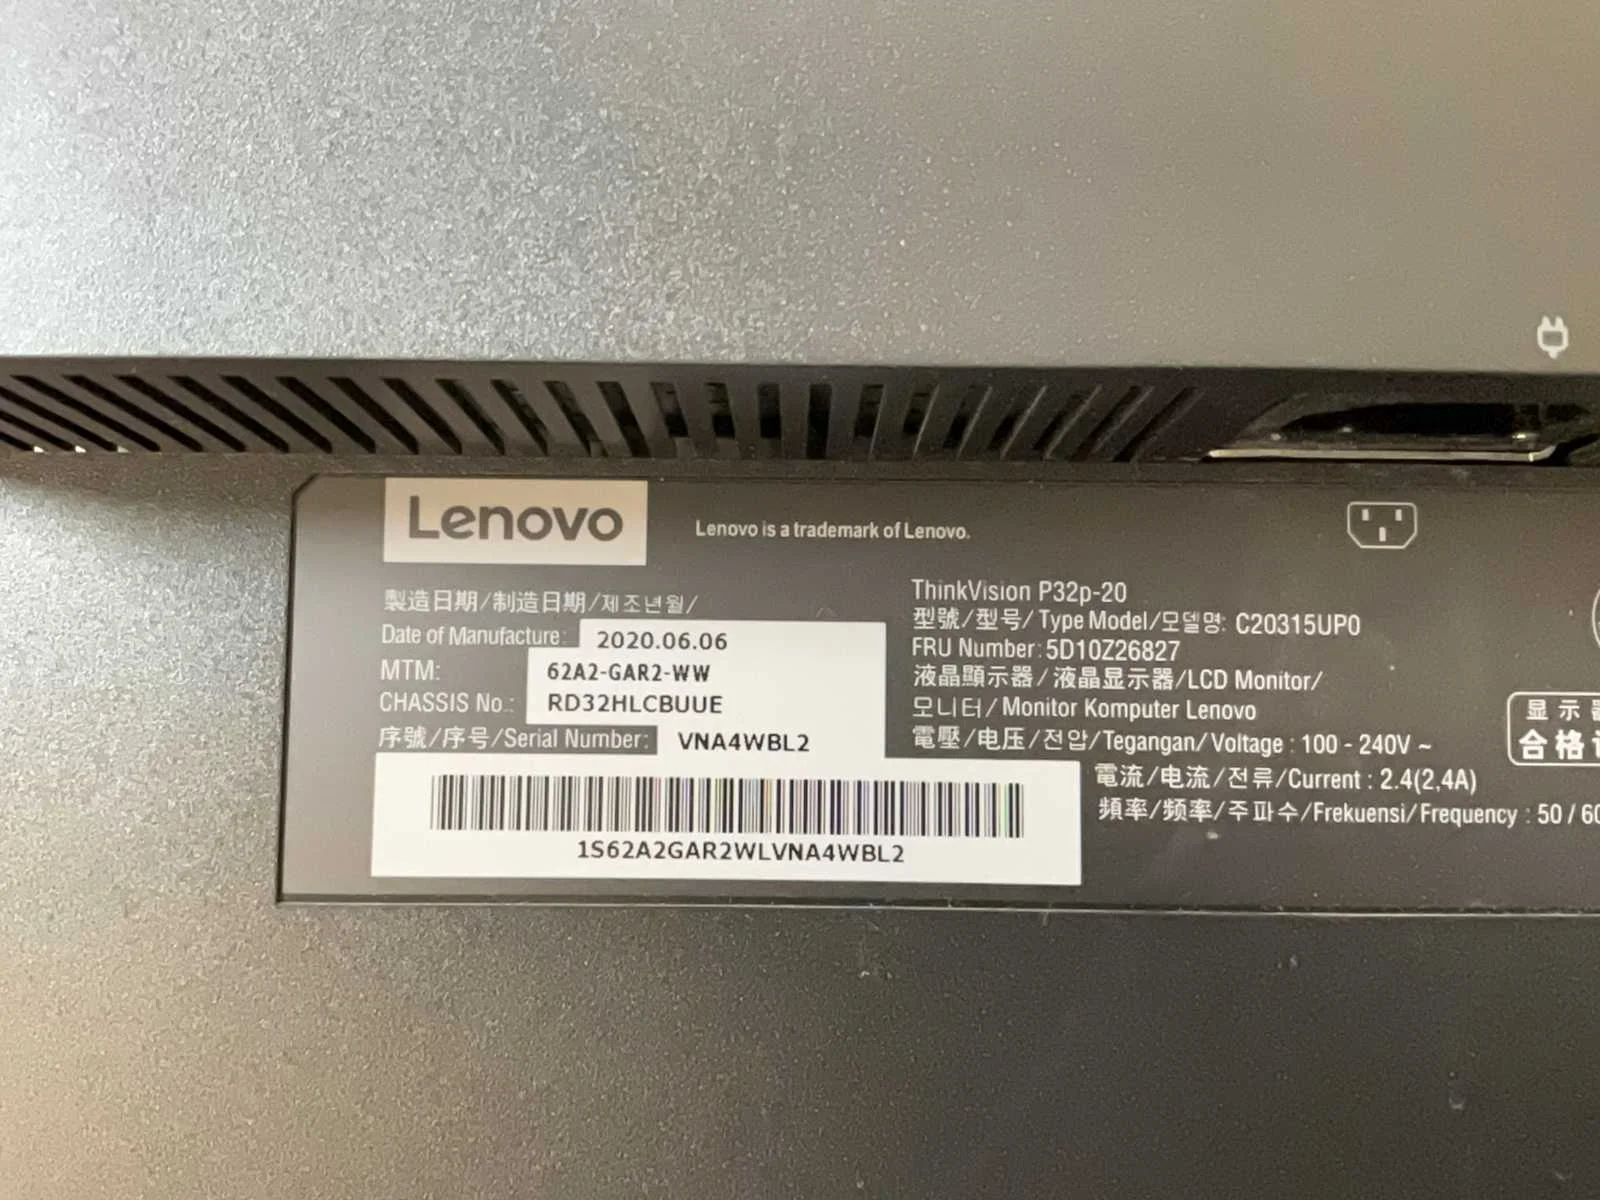 Lenovo
Lenovo is a trademark of Lenovo.
製造日期/制造日期/제조년월/
Date of Manufacture: 2020.06.06
MTM: 62A2-GAR2-WW
CHASSIS No.: RD32HLCBUUE
序號/序号/Serial Number: VNA4WBL2
1S62A2GAR2WLVNA4WBL2
ThinkVision P32p-20
型號/型号/Type Model/모델명: C20315UP0
FRU Number: 5D10Z26827
液晶顯示器/液晶显示器/LCD Monitor/
모니터/Monitor Komputer Lenovo
電壓/电压/전압/Tegangan/Voltage : 100 - 240V ~
電流/电流/전류/Current : 2.4(2,4A)
頻率/频率/주파수/Frekuensi/Frequency : 50 / 60
显示
合格